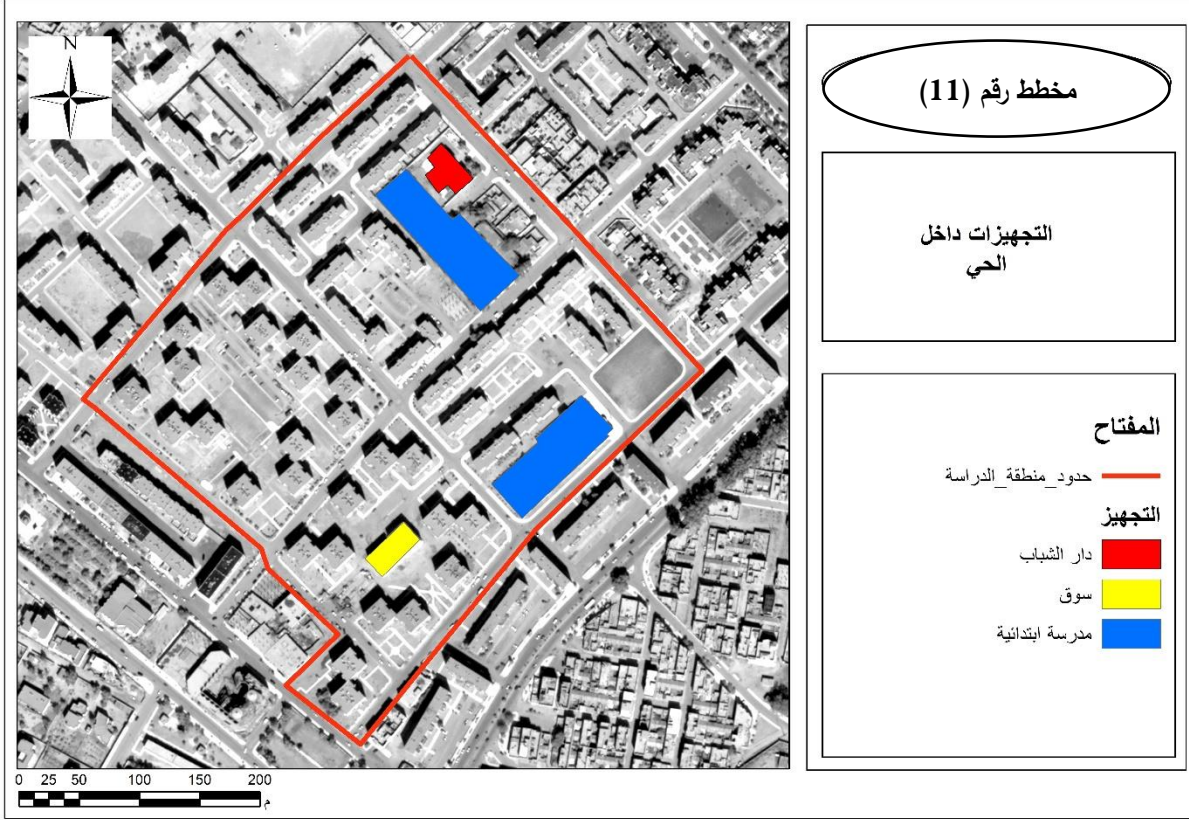 مخطط رقم (11)
التجهيزات داخل
الحي
المفتاح
حدود_منطقة_الدراسة
التجهيز
دار الشباب
سوق
مدرسة ابتدائية
N
0 25 50 100 150 200
م